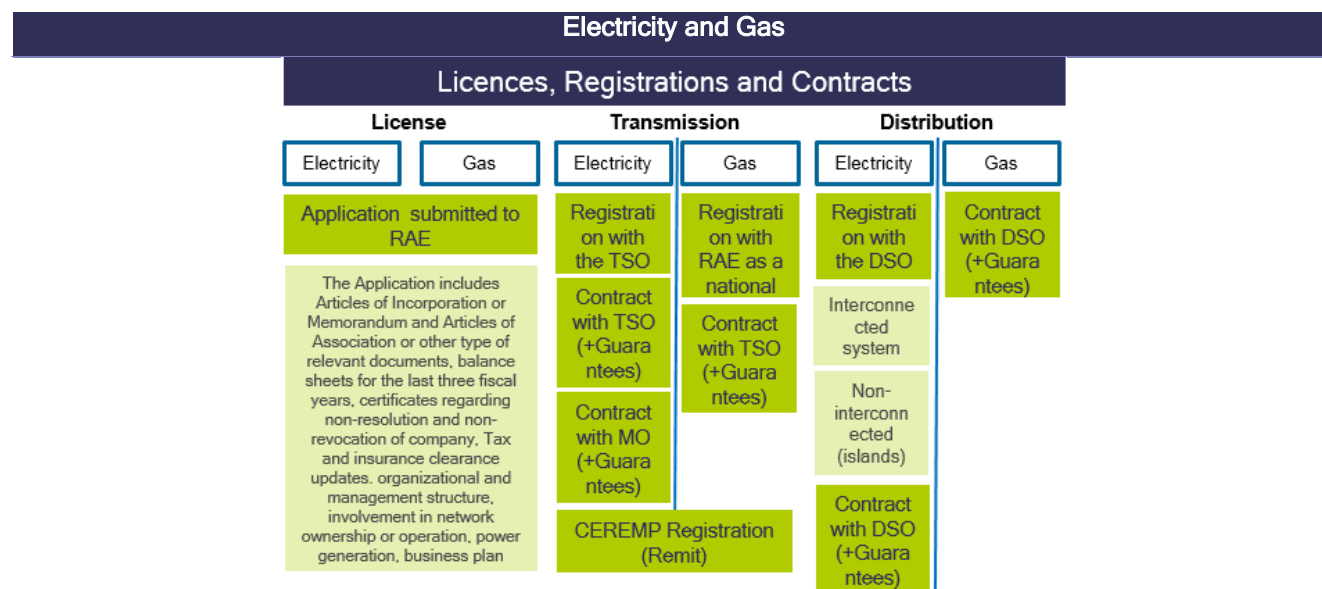 Electricity and Gas
Licences, Registrations and Contracts
License
Electricity
Gas
Application submitted to
RAE
The Application includes
Articles of Incorporation or
Memorandum and Articles of
Association or other type of
relevant documents, balance
sheets for the last three fiscal
years, certificates regarding
non-resolution and non-
revocation of company, Tax
and insurance clearance
updates. organizational and
management structure,
involvement in network
ownership or operation, power
generation, business plan
Transmission
Electricity
Gas
Registrati
on with
the TSO
Contract
with TSO
(+Guara
ntees)
Contract
with MO
(+Guara
ntees)
Registrati
on with
RAE as a
national
Contract
with TSO
(+Guara
ntees)
CEREMP Registration
(Remit)
Distribution
Electricity
Gas
Registrati
on with
the DSO
Interconne
cted
system
Non-
interconn
ected
(islands)
Contract
with DSO
(+Guara
ntees)
Contract
with DSO
(+Guara
ntees)